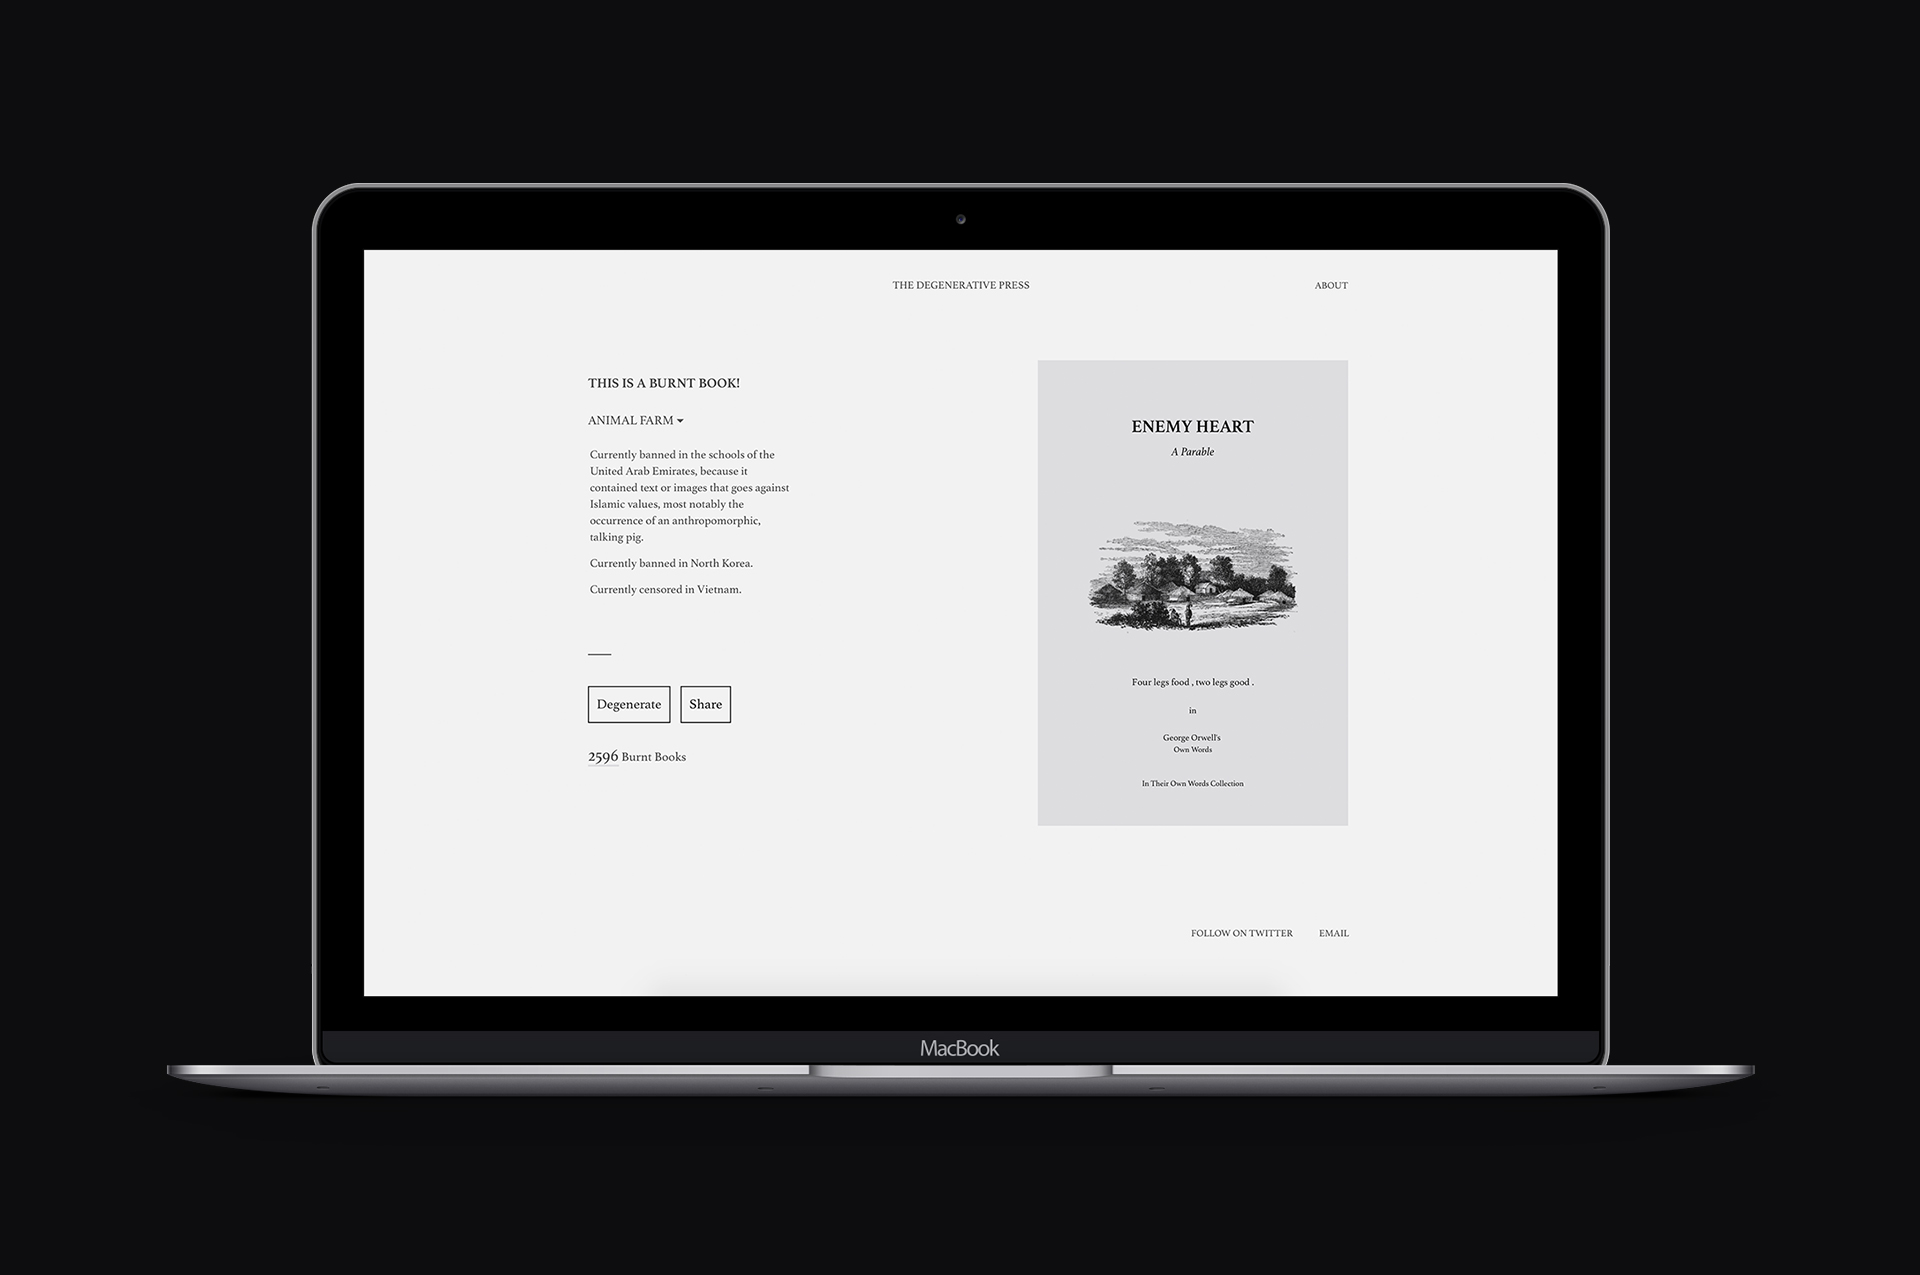 THE DEGENERATIVE PRESS
ABOUT
THIS IS A BURNT BOOK!
ANIMAL FARM
Currently banned in the schools of the
United Arab Emirates, because it
contained text or images that goes against
Islamic values, most notably the
occurrence of an anthropomorphic,
talking pig.
Currently banned in North Korea.
Currently censored in Vietnam.
Degenerate
Share
2596 Burnt Books
ENEMY HEART
A Parable
Four legs food , two legs good .
in
George Orwell's
Own Words
In Their Own Words Collection
FOLLOW ON TWITTER
EMAIL
MacBook